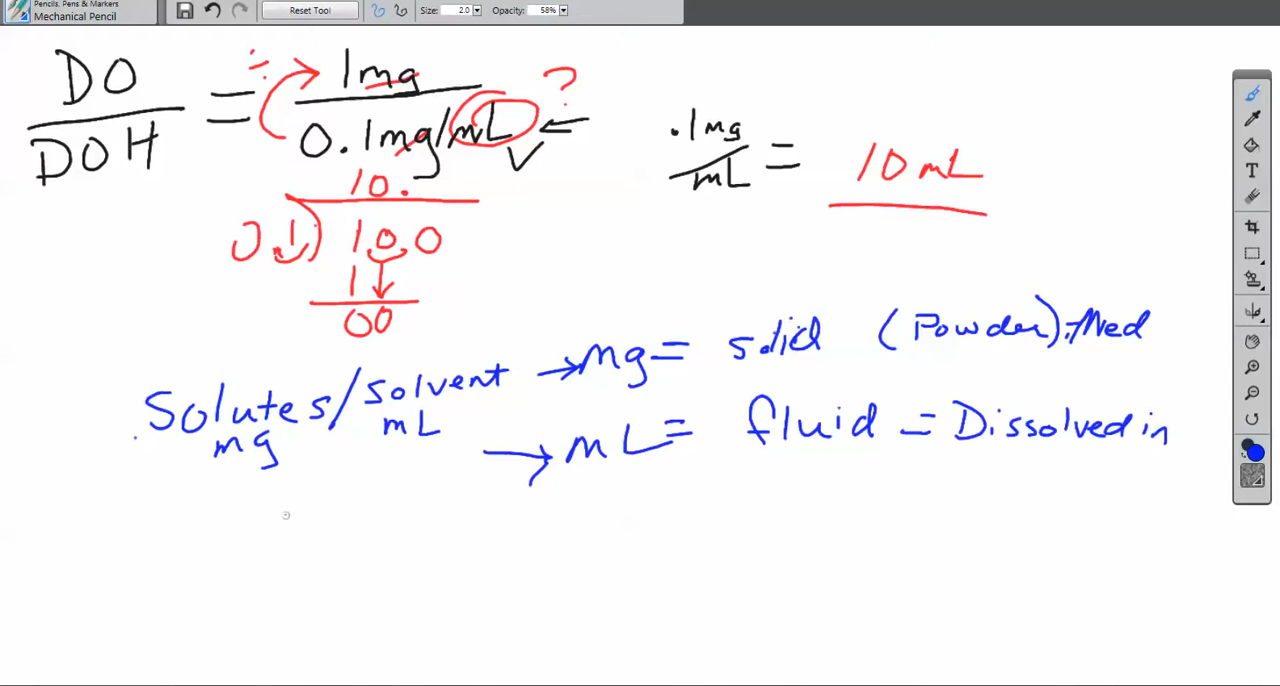 Pencils, Pens & Markers
Mechanical Pencil
Reset Tool
Size: 2.0
Opacity: 58%
DO/DOH = 1mg/0.1mg/mL ?
.1mg/mL = 10 mL
10.
0.1) 1.0.0
1
00
Solutes/solvent
mg mL
→mg= solid (Powder).Med
→mL= fluid = Dissolved in